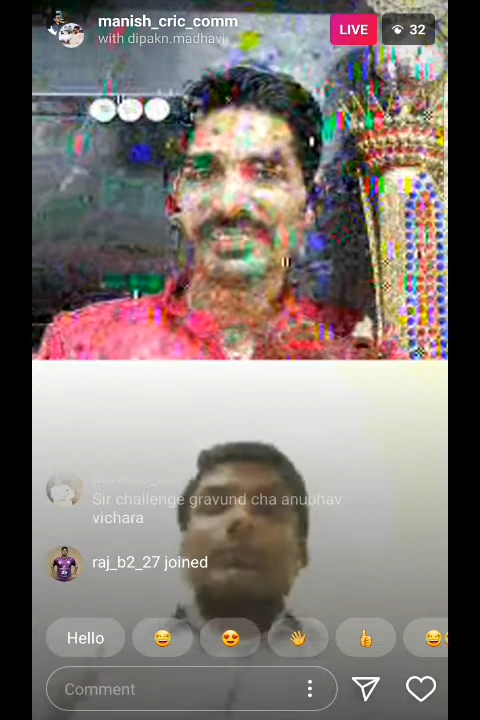 manish_cric_comm
with dipakn.madhavi
LIVE
32
Sir challenge gravund cha anubhav
vichara
raj_b2_27 joined
Hello
Comment